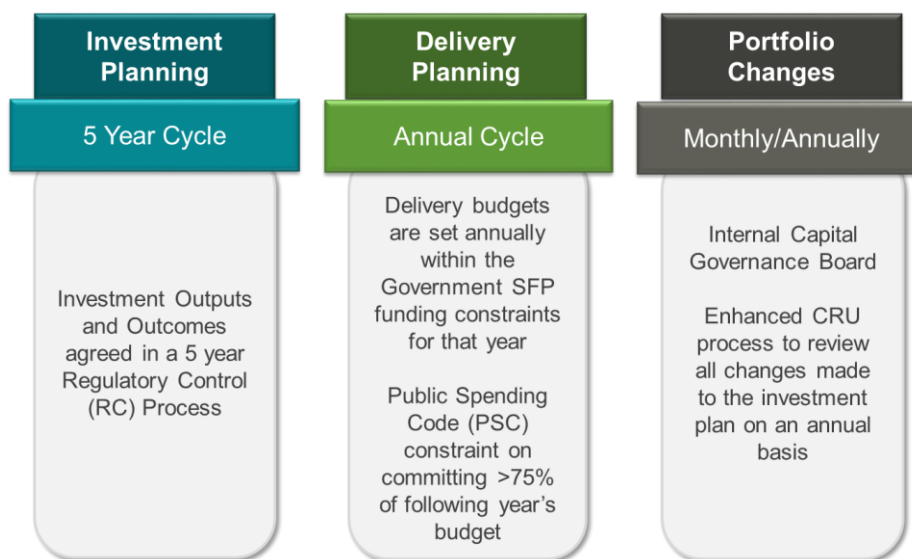 Investment
Planning
5 Year Cycle
Investment Outputs
and Outcomes
agreed in a 5 year
Regulatory Control
(RC) Process
Delivery
Planning
Annual Cycle
Delivery budgets
are set annually
within the
Government SFP
funding constraints
for that year
Public Spending
Code (PSC)
constraint on
committing >75%
of following year's
budget
Portfolio
Changes
Monthly/Annually
Internal Capital
Governance Board
Enhanced CRU
process to review
all changes made
to the investment
plan on an annual
basis